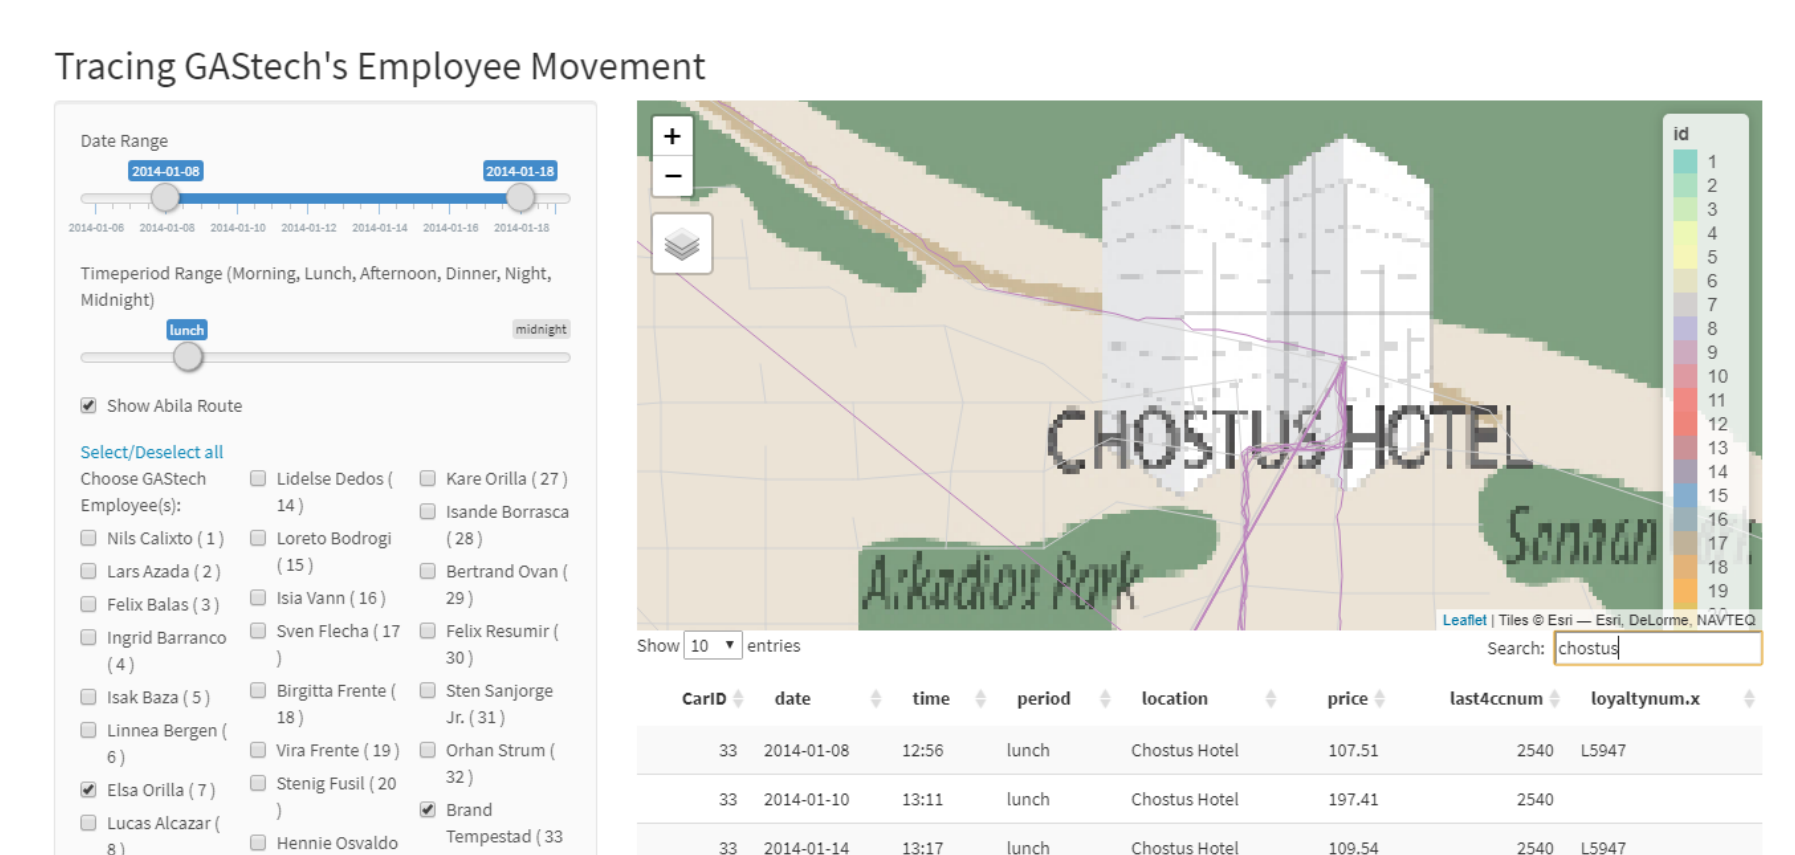 Tracing GAStech's Employee Movement
Date Range
2014-01-08
2014-01-18
2014-01-06 2014-01-08 2014-01-10 2014-01-12 2014-01-14 2014-01-16 2014-01-18
Timeperiod Range (Morning, Lunch, Afternoon, Dinner, Night,
Midnight)
lunch
midnight
Show Abila Route
Select/Deselect all
Choose GAStech
Employee(s):
Nils Calixto ( 1 )
Lars Azada ( 2 )
Felix Balas ( 3 )
Ingrid Barranco
( 4 )
Isak Baza ( 5 )
Linnea Bergen (
6 )
Elsa Orilla ( 7 )
Lucas Alcazar (
8 )
Lidelse Dedos (
14 )
Loreto Bodrogi
( 15 )
Isia Vann ( 16 )
Sven Flecha ( 17
)
Birgitta Frente (
18 )
Vira Frente ( 19 )
Stenig Fusil ( 20
)
Hennie Osvaldo
Kare Orilla ( 27 )
Isande Borrasca
( 28 )
Bertrand Ovan (
29 )
Felix Resumir (
30 )
Sten Sanjorge
Jr. ( 31 )
Orhan Strum (
32 )
Brand
Tempestad ( 33
+
−
CHOSTUS HOTEL
Arkadios Park
id
1
2
3
4
5
6
7
8
9
10
11
12
13
14
15
16
17
18
19
Leaflet | Tiles © Esri — Esri, DeLorme, NAVTEQ
Show 10 entries
Search: chostus
CarID date time period location price last4ccnum loyaltynum.x
33 2014-01-08 12:56 lunch Chostus Hotel 107.51 2540 L5947
33 2014-01-10 13:11 lunch Chostus Hotel 197.41 2540
33 2014-01-14 13:17 lunch Chostus Hotel 109.54 2540 L5947